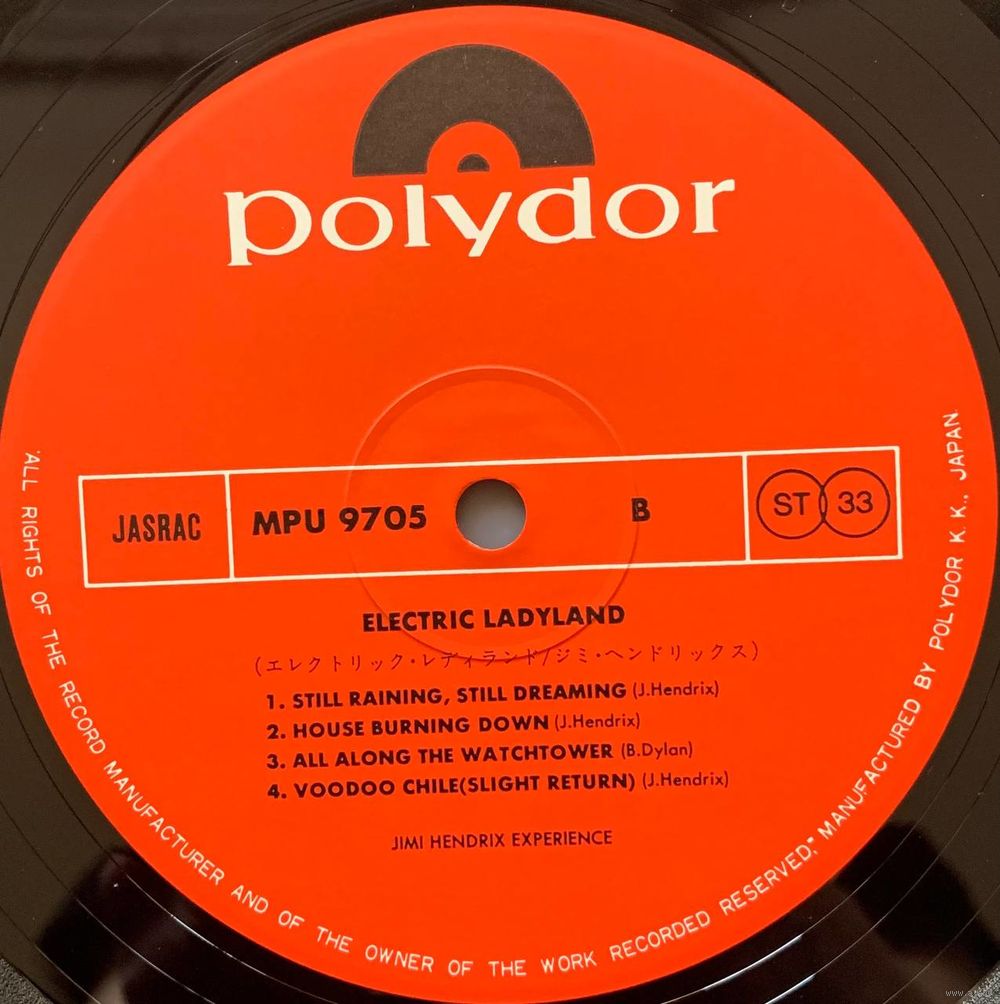 polydor
JASRAC
MPU 9705
B
ST 33
ELECTRIC LADYLAND
(エレクトリック・レディランド/ジミ・ヘンドリックス)
1. STILL RAINING, STILL DREAMING (J.Hendrix)
2. HOUSE BURNING DOWN (J.Hendrix)
3. ALL ALONG THE WATCHTOWER (B.Dylan)
4. VOODOO CHILE(SLIGHT RETURN) (J.Hendrix)
JIMI HENDRIX EXPERIENCE
"ALL RIGHTS OF THE RECORD MANUFACTURER AND OF THE OWNER OF THE WORK RECORDED RESERVED;" MANUFACTURED BY POLYDOR K.K., JAPAN